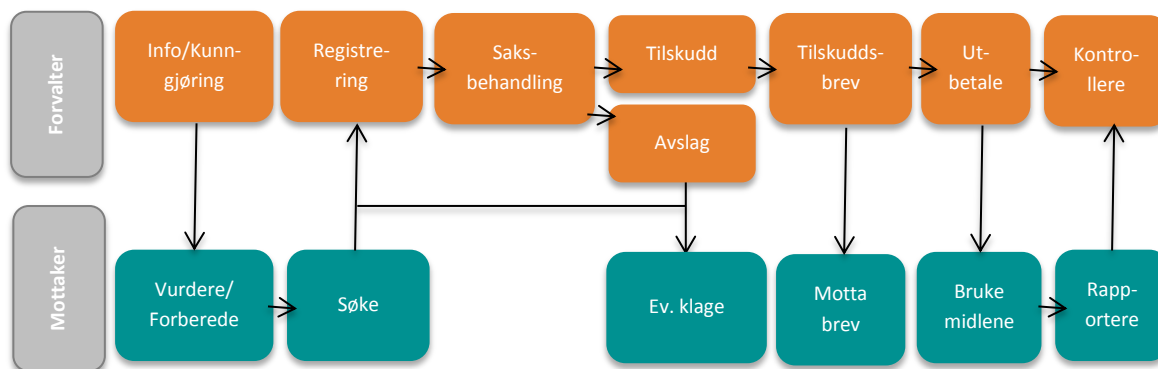 Forvalter
Info/Kunn-
gjøring
Registre-
ring
Saks-
behandling
Tilskudd
Avslag
Tilskudds-
brev
Ut-
betale
Kontro-
llere
Mottaker
Vurdere/
Forberede
Søke
Ev. klage
Motta
brev
Bruke
midlene
Rapp-
ortere